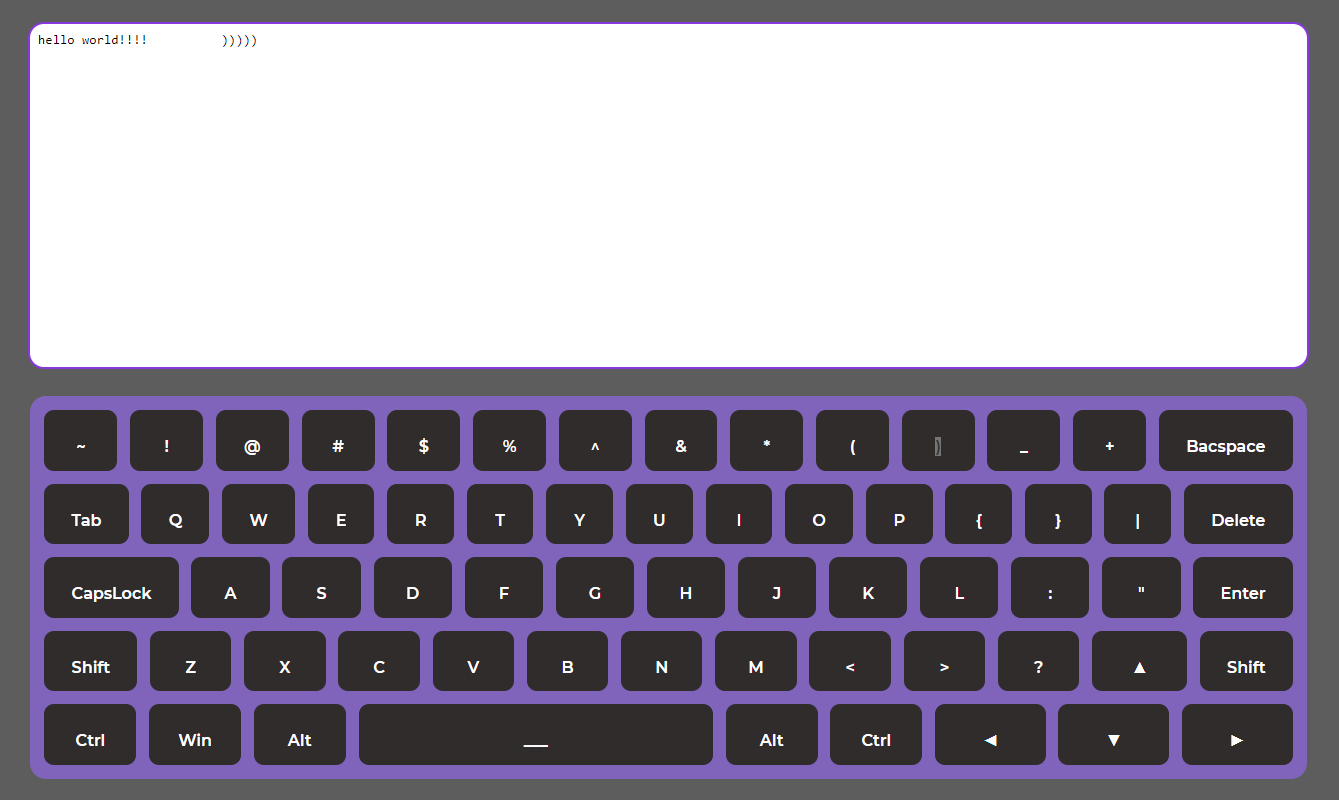 hello world!!!!          )))))
~ ! @ # $ % ^ & * ( ) _ + Bacspace
Tab Q W E R T Y U I O P { } | Delete
CapsLock A S D F G H J K L : " Enter
Shift Z X C V B N M < > ? ▲ Shift
Ctrl Win Alt ___ Alt Ctrl ◄ ▼ ►